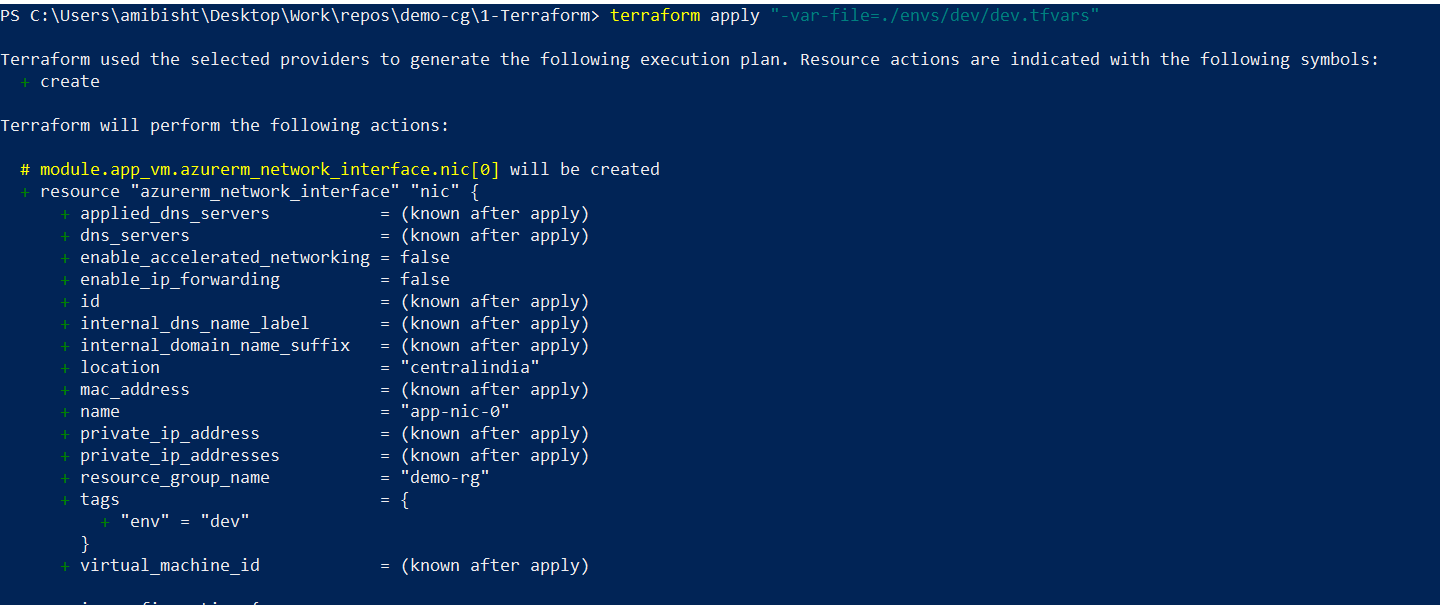 PS C:\Users\amibisht\Desktop\Work\repos\demo-cg\1-Terraform> terraform apply "-var-file=./envs/dev/dev.tfvars"
Terraform used the selected providers to generate the following execution plan. Resource actions are indicated with the following symbols:
  + create
Terraform will perform the following actions:
  # module.app_vm.azurerm_network_interface.nic[0] will be created
  + resource "azurerm_network_interface" "nic" {
      + applied_dns_servers           = (known after apply)
      + dns_servers                   = (known after apply)
      + enable_accelerated_networking = false
      + enable_ip_forwarding          = false
      + id                            = (known after apply)
      + internal_dns_name_label       = (known after apply)
      + internal_domain_name_suffix   = (known after apply)
      + location                      = "centralindia"
      + mac_address                   = (known after apply)
      + name                          = "app-nic-0"
      + private_ip_address            = (known after apply)
      + private_ip_addresses          = (known after apply)
      + resource_group_name           = "demo-rg"
      + tags                          = {
          + "env" = "dev"
        }
      + virtual_machine_id            = (known after apply)